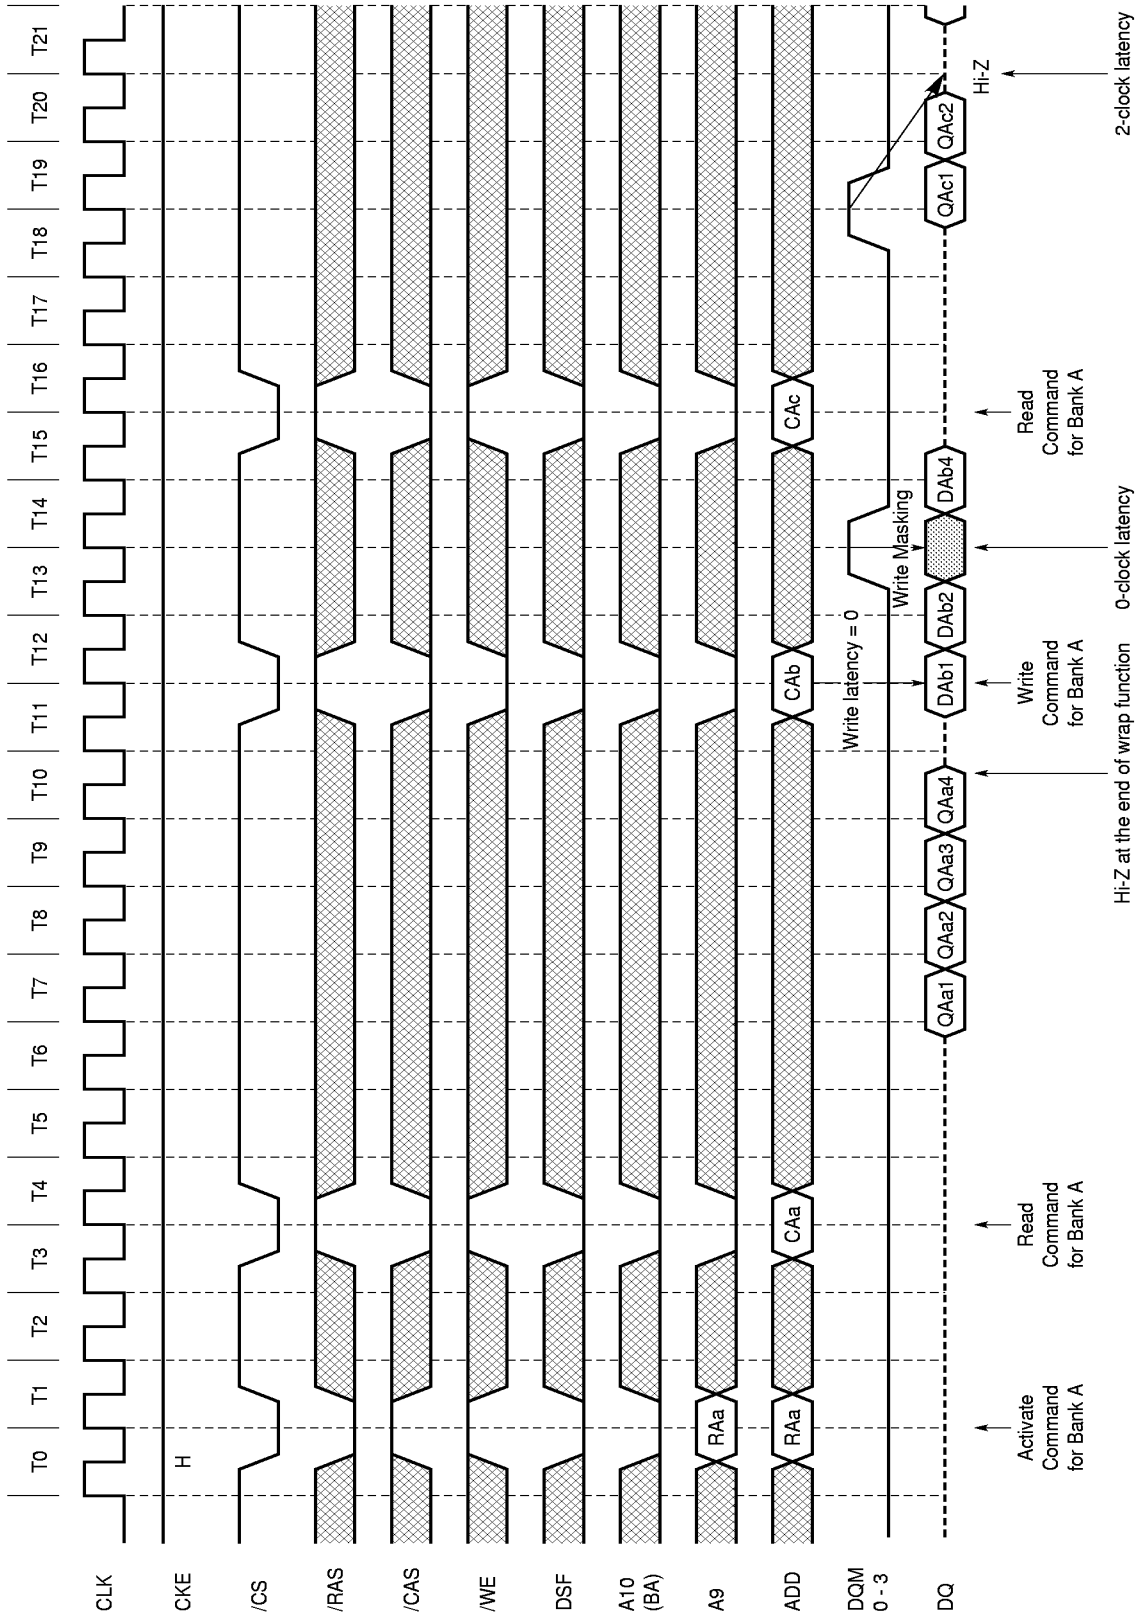 T0 T1 T2 T3 T4 T5 T6 T7 T8 T9 T10 T11 T12 T13 T14 T15 T16 T17 T18 T19 T20 T21
CLK
CKE
H
/CS
/RAS
/CAS
/WE
DSF
A10
(BA)
A9
RAa
ADD
RAa CAa CAb CAc
Write latency = 0
DQM
0 - 3
Write Masking
DQ
QAa1 QAa2 QAa3 QAa4 DAb1 DAb2 DAb4 QAc1 QAc2
Hi-Z
Activate
Command
for Bank A
Read
Command
for Bank A
Write
Command
for Bank A
Read
Command
for Bank A
Hi-Z at the end of wrap function
0-clock latency
2-clock latency